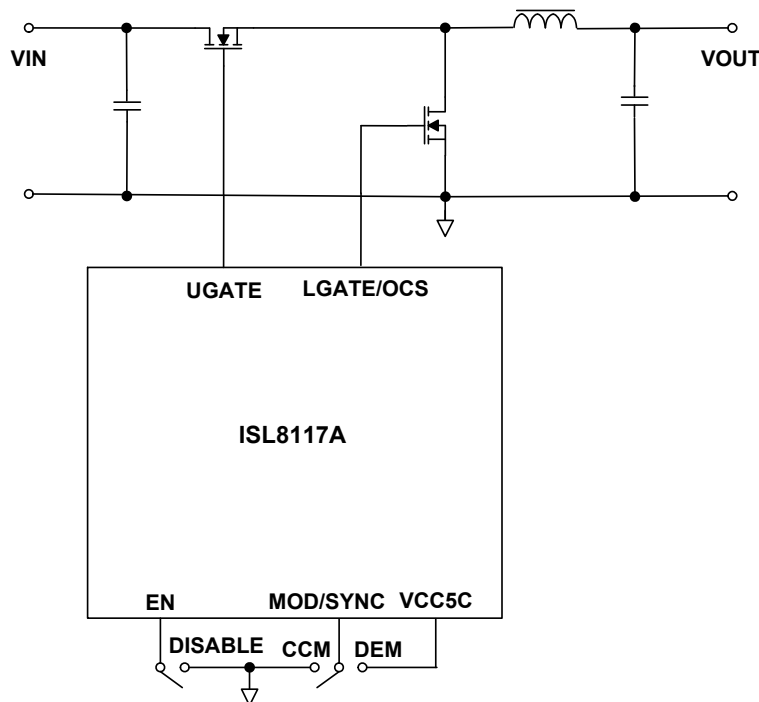 VIN
VOUT
UGATE
LGATE/OCS
ISL8117A
EN
MOD/SYNC
VCC5C
DISABLE
CCM
DEM